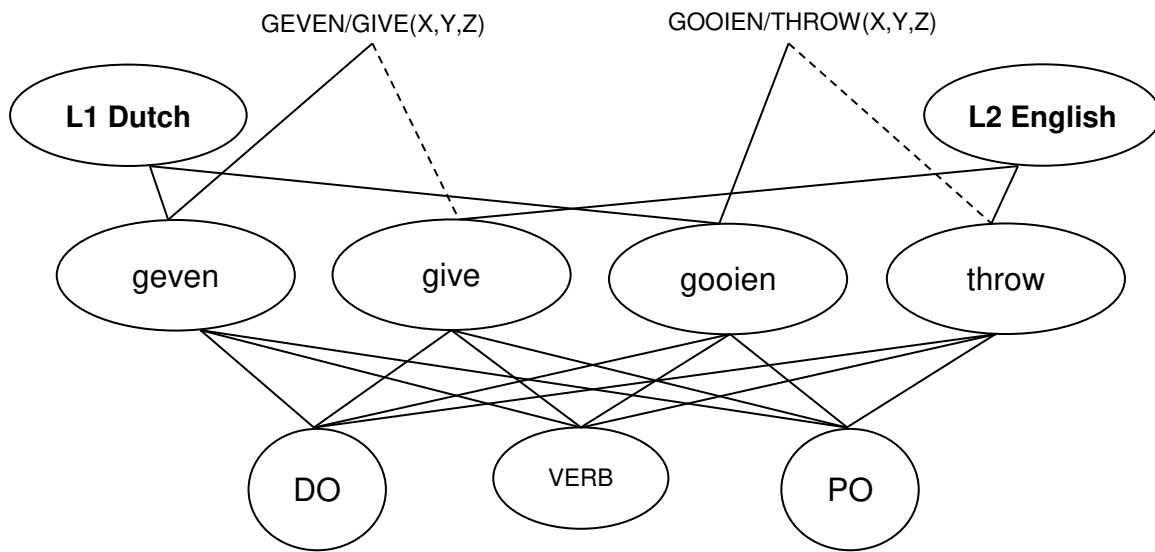 GEVEN/GIVE(X,Y,Z)
GOOIEN/THROW(X,Y,Z)
L1 Dutch
L2 English
geven
give
gooien
throw
DO
VERB
PO